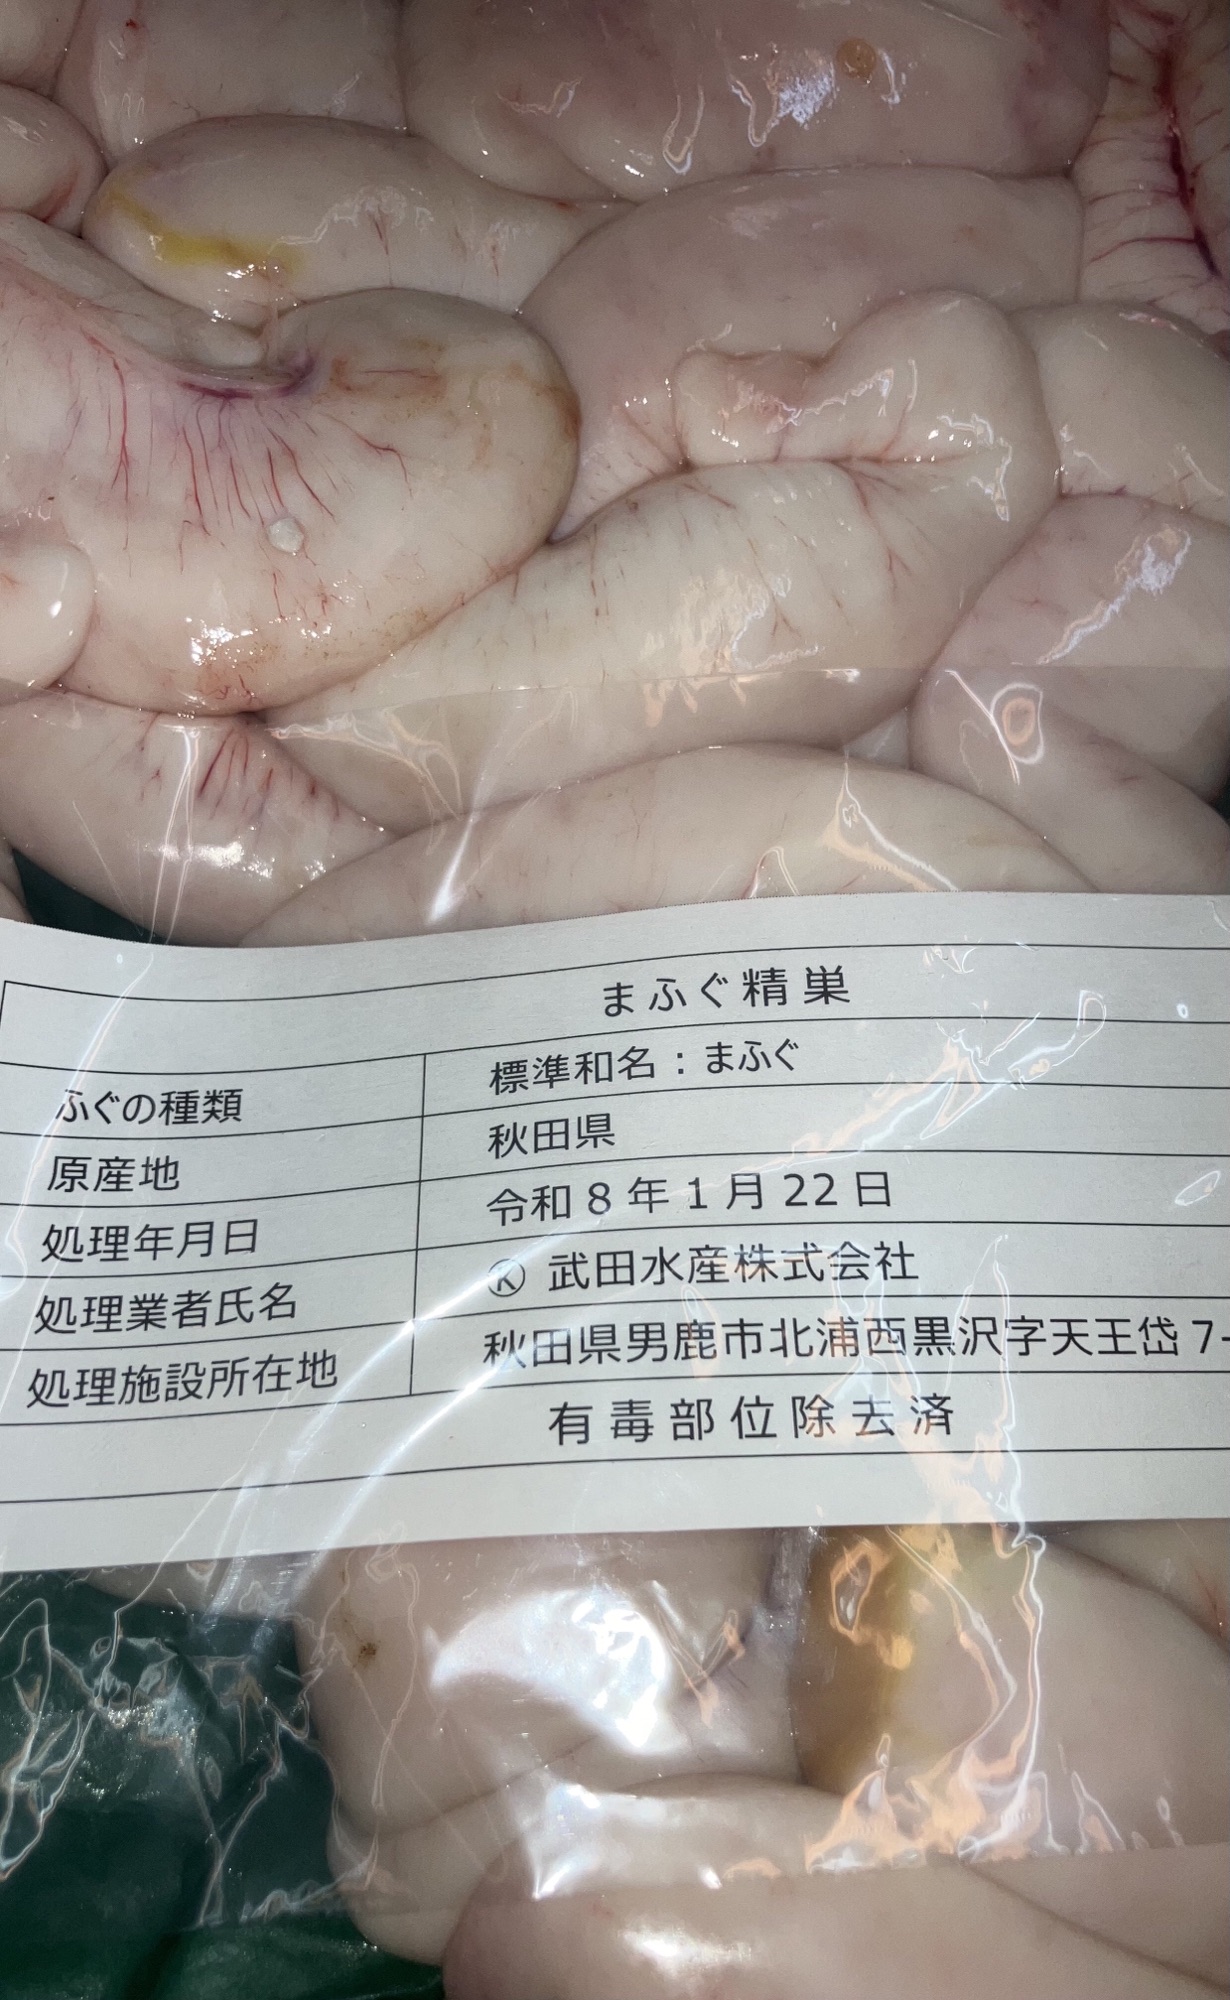 まふぐ精巣
ふぐの種類 標準和名：まふぐ
原産地 秋田県
処理年月日 令和8年1月22日
処理業者氏名 Ⓚ 武田水産株式会社
処理施設所在地 秋田県男鹿市北浦西黒沢字天王岱7-
有毒部位除去済